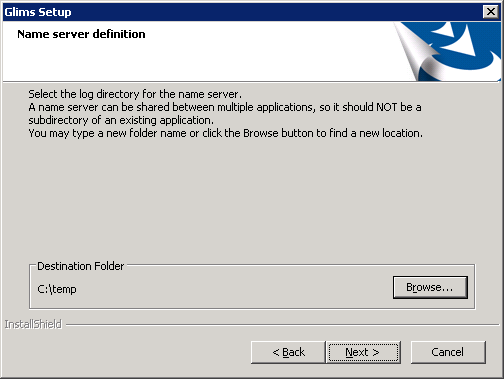 Glims Setup
Name server definition
Select the log directory for the name server.
A name server can be shared between multiple applications, so it should NOT be a
subdirectory of an existing application.
You may type a new folder name or click the Browse button to find a new location.
Destination Folder
C:\temp
Browse...
InstallShield
< Back
Next >
Cancel